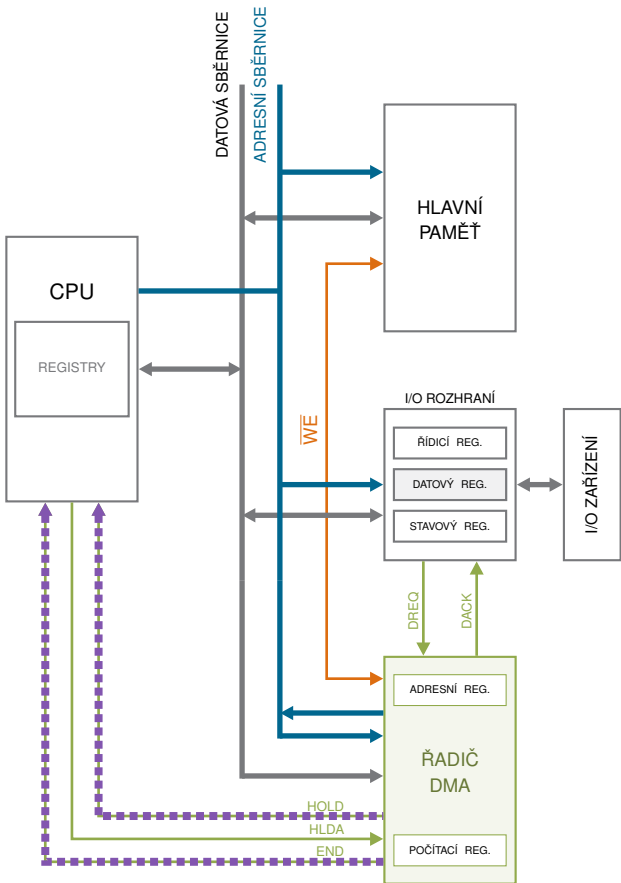 DATOVÁ SBĚRNICE
ADRESNÍ SBĚRNICE
HLAVNÍ
PAMĚŤ
CPU
REGISTRY
WE
I/O ROZHRANÍ
ŘÍDICÍ REG.
DATOVÝ REG.
STAVOVÝ REG.
I/O ZAŘÍZENÍ
DREQ
DACK
ADRESNÍ REG.
ŘADIČ
DMA
POČÍTACÍ REG.
HOLD
HLDA
END